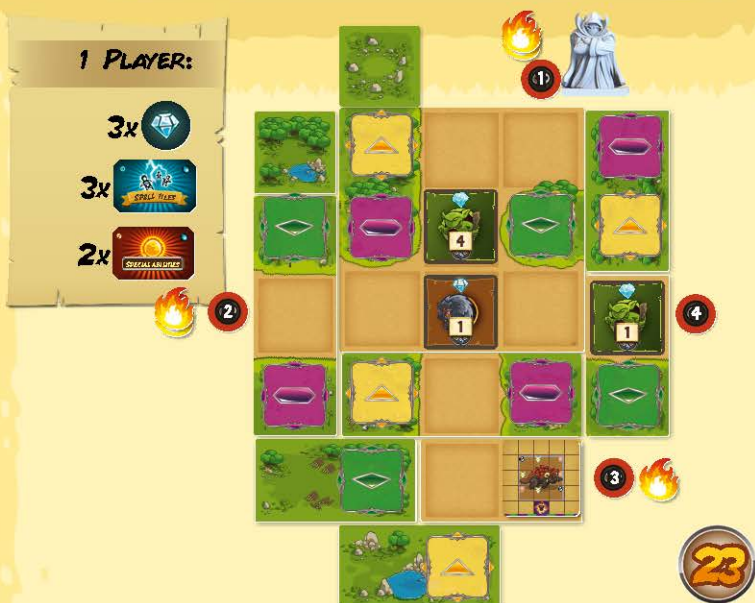 1 PLAYER:
3x
3x
SPELL TILES
2x
SPECIAL ABILITIES
1
4
2
1
1
4
3
23